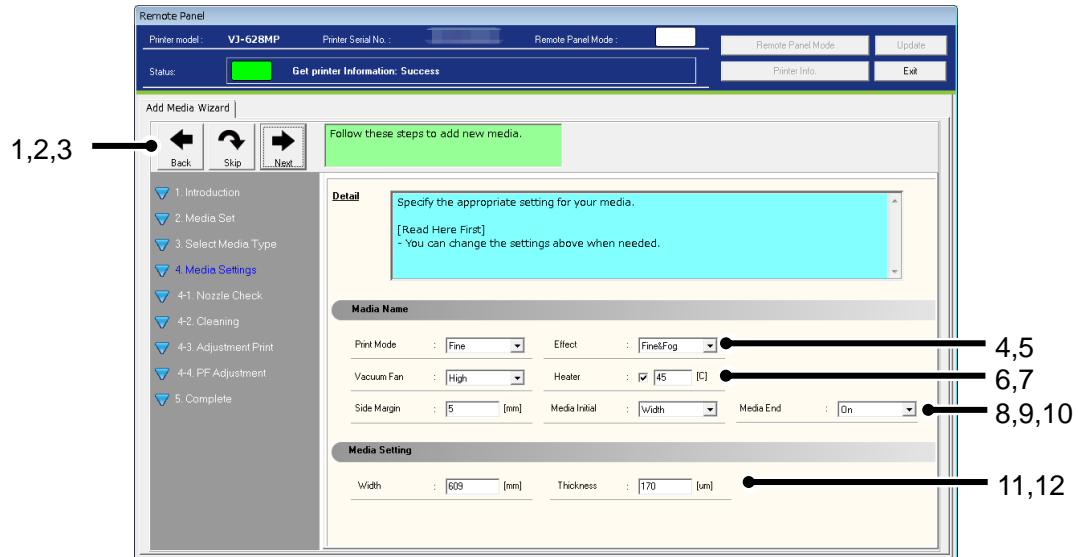 Remote Panel
Printer model : VJ-628MP Printer Serial No. : Remote Panel Mode :
Remote Panel Mode Update
Status: Get printer Information: Success
Printer Info. Exit
Add Media Wizard
1,2,3
Back Skip Next
Follow these steps to add new media.
1. Introduction
2. Media Set
3. Select Media Type
4. Media Settings
4-1. Nozzle Check
4-2. Cleaning
4-3. Adjustment Print
4-4. PF Adjustment
5. Complete
Detail
Specify the appropriate setting for your media.
[Read Here First]
- You can change the settings above when needed.
Madia Name
Print Mode : Fine Effect : Fine&Fog
4,5
Vacuum Fan : High Heater : 45 [C]
6,7
Side Margin : 5 [mm] Media Initial : Width Media End : On
8,9,10
Media Setting
Width : 609 [mm] Thickness : 170 [um]
11,12